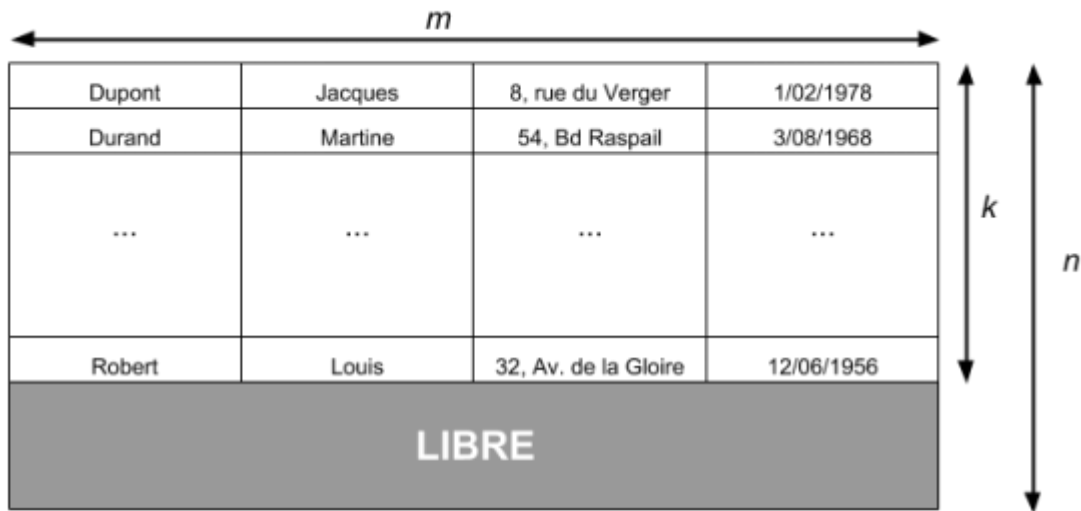 m
Dupont Jacques 8, rue du Verger 1/02/1978
Durand Martine 54, Bd Raspail 3/08/1968
... ... ... ...
k
n
Robert Louis 32, Av. de la Gloire 12/06/1956
LIBRE